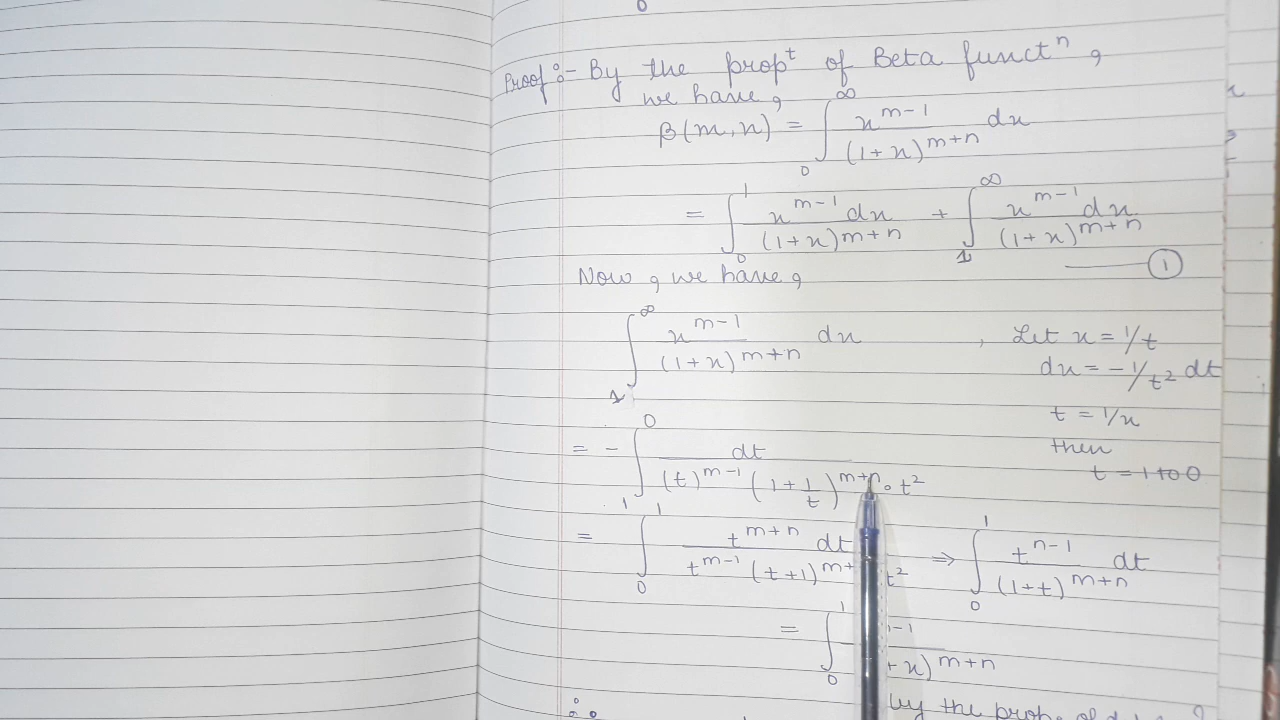 Proof :- By the propᵗ of Beta functⁿ,
we have,
β(m,n) = ∫₀^∞ x^(m-1) / (1+x)^(m+n) dx
= ∫₀¹ x^(m-1) dx / (1+x)^(m+n) + ∫₁^∞ x^(m-1) dx / (1+x)^(m+n)
—— ①
Now, we have,
∫₁^∞ x^(m-1) / (1+x)^(m+n) dx , Let x = 1/t
dx = -1/t² dt
t = 1/x
= - ∫₁⁰ dt / (t)^(m-1) (1 + 1/t)^(m+n) . t² then
t = 1 to 0
= ∫₀¹ t^(m+n) dt / t^(m-1) (t+1)^(m+ t² ⇒ ∫₀¹ t^(n-1) / (1+t)^(m+n) dt
= ∫₀¹ -1 / + x)^(m+n)
∴ by the prop. of